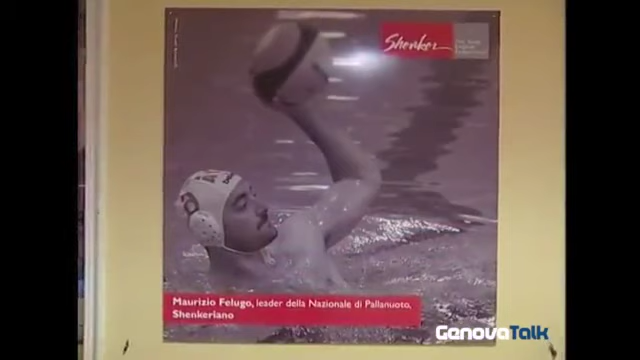 Shenker
Maurizio Felugo, leader della Nazionale di Pallanuoto,
Shenkeriano
GenovaTalk